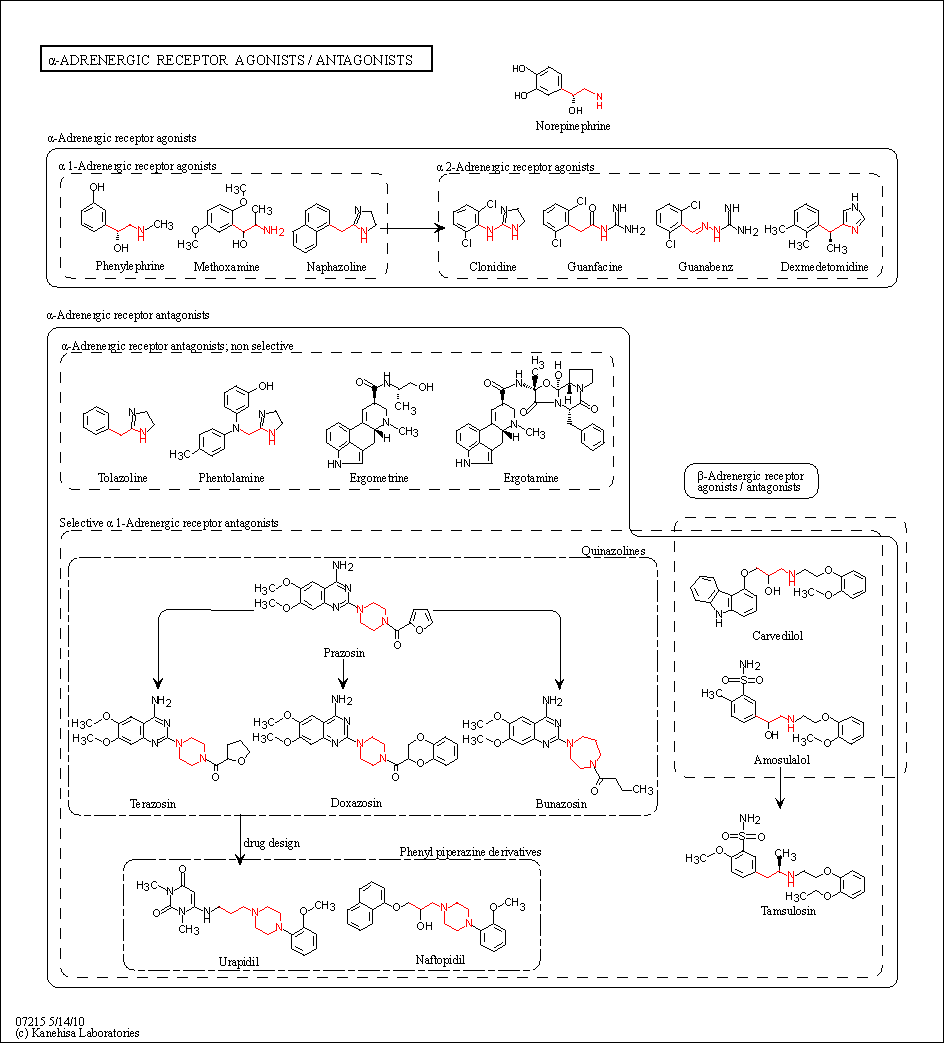 α-ADRENERGIC RECEPTOR AGONISTS / ANTAGONISTS
HO
HO
OH
N
H
Norepinephrine
α-Adrenergic receptor agonists
α 1-Adrenergic receptor agonists
OH
OH
N
H
CH3
Phenylephrine
H3C
O
CH3
NH2
OH
H3C
O
Methoxamine
N
N
H
Naphazoline
α 2-Adrenergic receptor agonists
Cl
N
Cl
N
H
N
H
Clonidine
Cl
O
NH
Cl
N
H
NH2
Guanfacine
Cl
NH
Cl
N
N
H
NH2
Guanabenz
H
N
N
H3C
H3C
CH3
Dexmedetomidine
α-Adrenergic receptor antagonists
α-Adrenergic receptor antagonists; non selective
N
N
H
Tolazoline
OH
N
N
N
H
H3C
Phentolamine
O
H
N
OH
CH3
N
CH3
H
HN
Ergometrine
O
H
N
H3C
O
O
H
N
H
N
O
O
N
CH3
H
HN
Ergotamine
β-Adrenergic receptor
agonists / antagonists
Selective α 1-Adrenergic receptor antagonists
Quinazolines
NH2
H3C
O
H3C
O
N
N
N
N
O
O
Prazosin
NH2
H3C
O
H3C
O
N
N
N
N
O
O
Terazosin
NH2
H3C
O
H3C
O
N
N
N
N
O
O
O
Doxazosin
NH2
H3C
O
H3C
O
N
N
N
N
O
CH3
Bunazosin
O
OH
N
H
O
H3C
O
N
H
Carvedilol
NH2
O
S
O
H3C
OH
N
H
O
H3C
O
Amosulalol
NH2
O
S
O
H3C
O
CH3
N
H
O
H3C
O
Tamsulosin
drug design
Phenyl piperazine derivatives
O
H3C
N
O
N
CH3
N
H
N
N
O
CH3
Urapidil
O
OH
N
N
O
CH3
Naftopidil
07215 5/14/10
(c) Kanehisa Laboratories